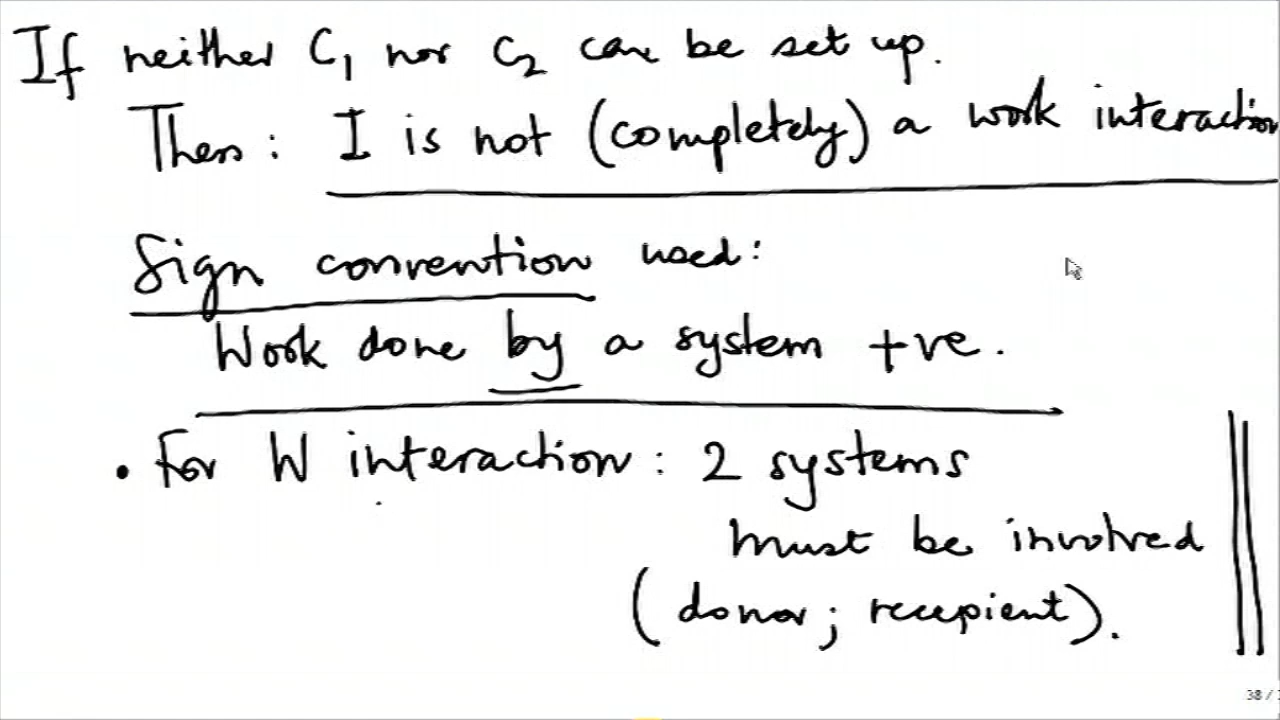 If neither C₁ nor C₂ can be set up.
Then: I is not (completely) a work interaction
Sign convention used:
Work done by a system +ve.
• For W interaction: 2 systems
must be involved
(donor; recepient).
38 /